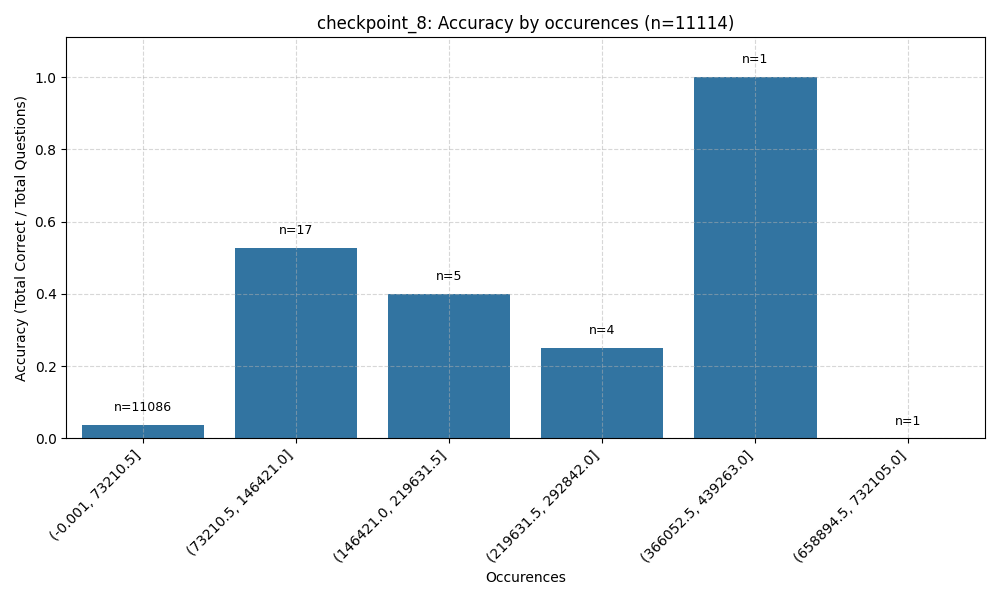 checkpoint_8: Accuracy by occurences (n=11114)
Accuracy (Total Correct / Total Questions)
1.0
0.8
0.6
0.4
0.2
0.0
n=11086
n=17
n=5
n=4
n=1
n=1
(-0.001, 73210.5]
(73210.5, 146421.0]
(146421.0, 219631.5]
(219631.5, 292842.0]
(366052.5, 439263.0]
(658894.5, 732105.0]
Occurences